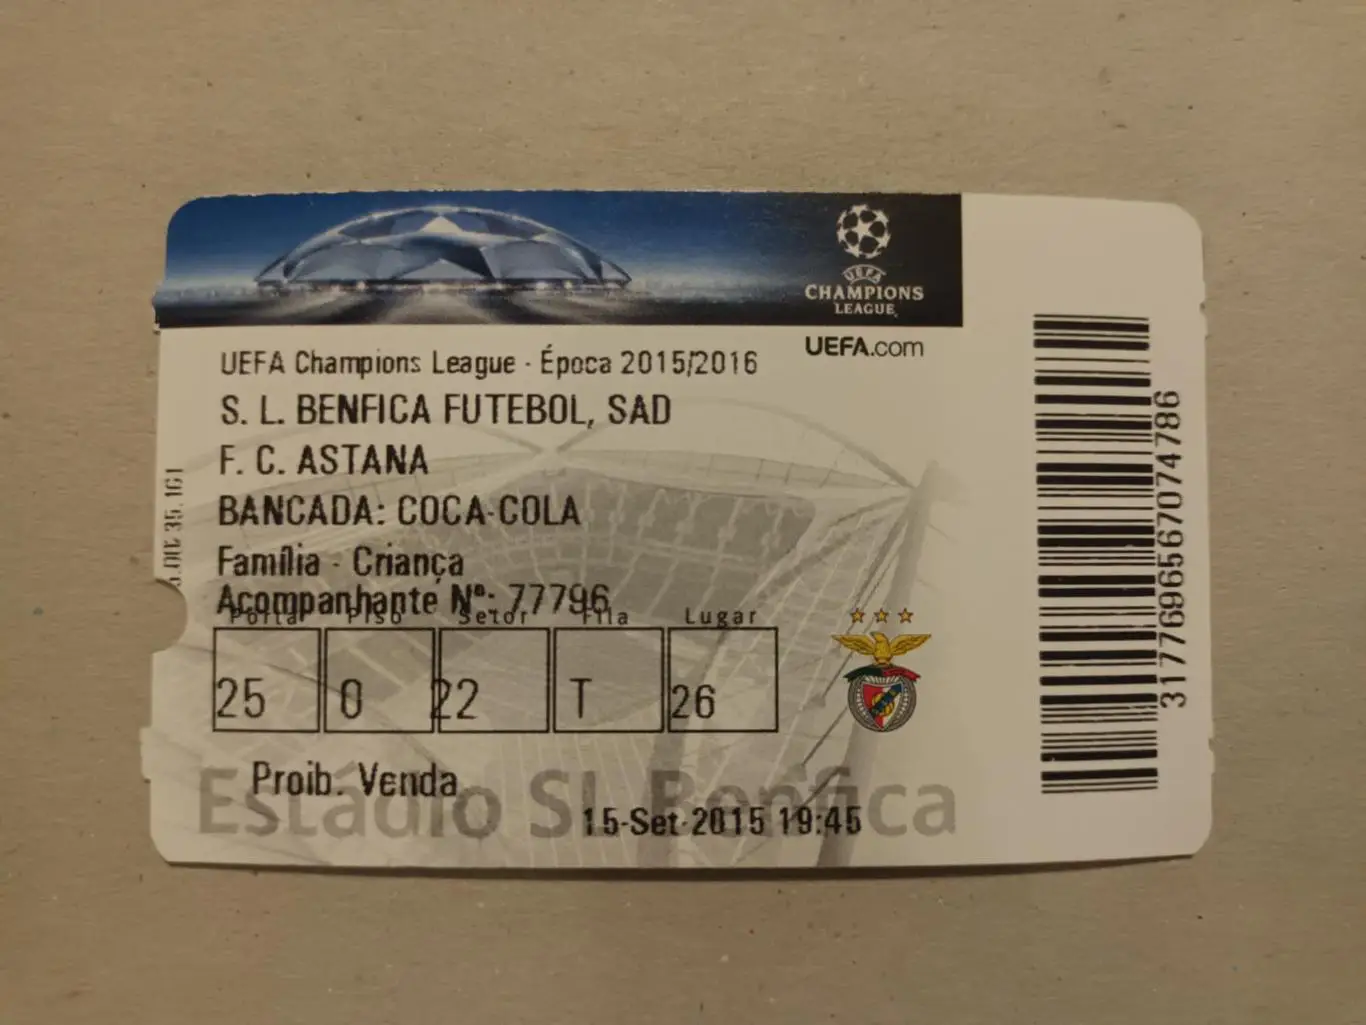 UEFA
CHAMPIONS
LEAGUE
UEFA.com
UEFA Champions League - Época 2015/2016
S. L. BENFICA FUTEBOL, SAD
F. C. ASTANA
BANCADA: COCA-COLA
Família - Criança
Acompanhante Nº: 77796
Porta Piso Setor Fila Lugar
25 0 22 T 26
Proib. Venda
Estádio SL Benfica
15-Set-2015 19:45
3177696567074786